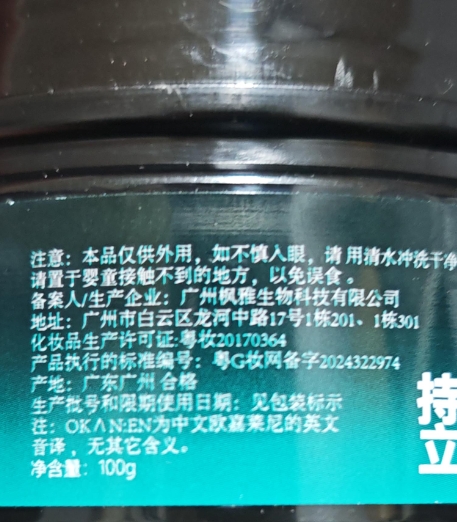 注意：本品仅供外用，如不慎入眼，请用清水冲洗干净
请置于婴童接触不到的地方，以免误食。
备案人/生产企业：广州枫雅生物科技有限公司
地址：广州市白云区龙河中路17号1栋201、1栋301
化妆品生产许可证:粤妆20170364
产品执行的标准编号：粤G妆网备字2024322974
产地：广东广州 合格
生产批号和限期使用日期：见包装标示
注：OKΛN:EN为中文欧嘉莱尼的英文
音译，无其它含义。
净含量：100g
持
立